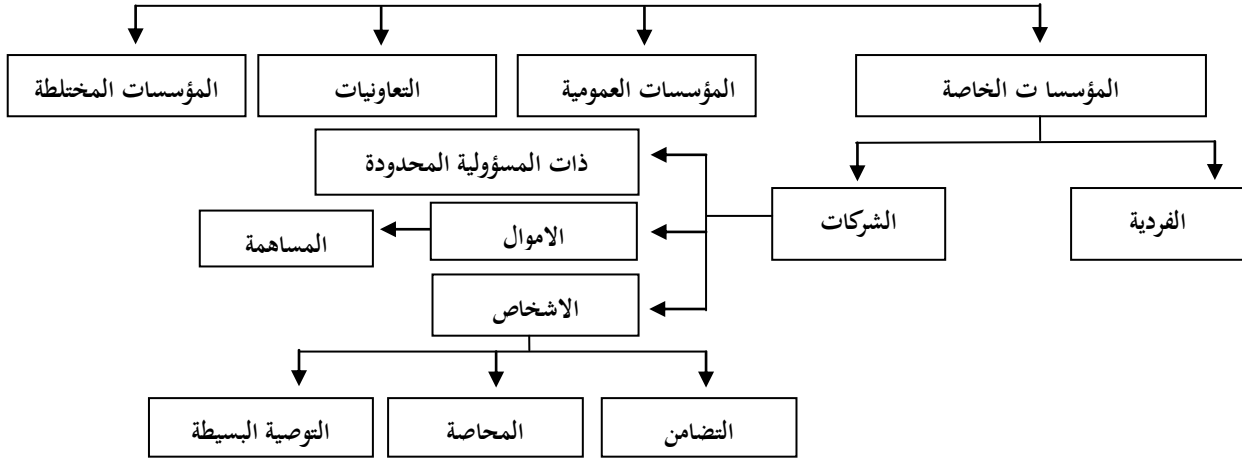 المؤسسا ت الخاصة
المؤسسات العمومية
التعاونيات
المؤسسات المختلطة
ذات المسؤولية المحدودة
الفردية
الشركات
الاموال
المساهمة
الاشخاص
التضامن
المحاصة
التوصية البسيطة